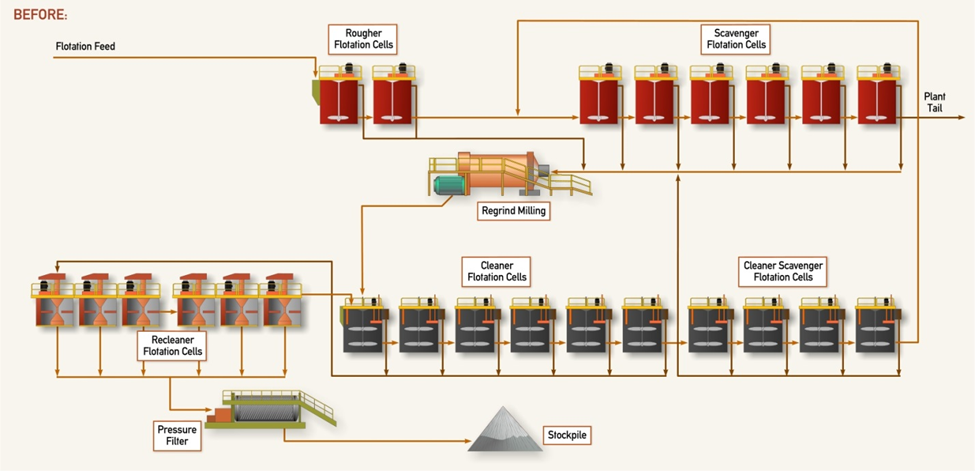 BEFORE:
Flotation Feed
Rougher
Flotation Cells
Scavenger
Flotation Cells
Plant
Tail
Regrind Milling
Cleaner
Flotation Cells
Cleaner Scavenger
Flotation Cells
Recleaner
Flotation Cells
Pressure
Filter
Stockpile